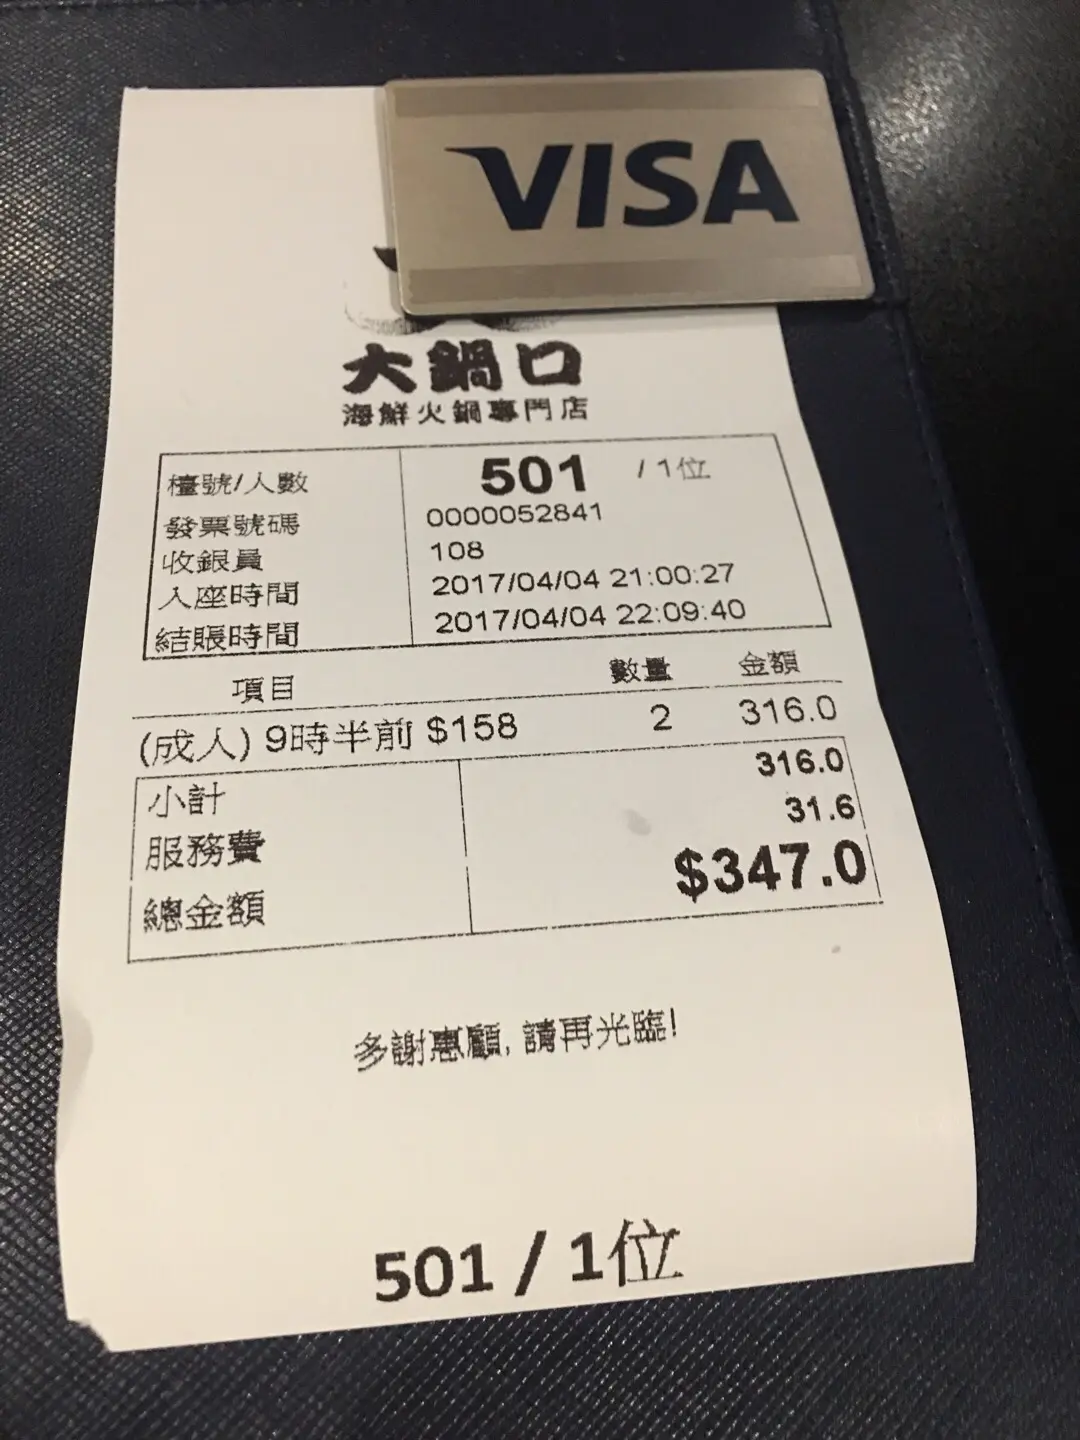 VISA
大鍋口
海鮮火鍋專門店
檯號/人數 501 / 1位
發票號碼 0000052841
收銀員 108
入座時間 2017/04/04 21:00:27
結賬時間 2017/04/04 22:09:40
項目 數量 金額
(成人) 9時半前 $158 2 316.0
小計 316.0
服務費 31.6
總金額 $347.0
多謝惠顧, 請再光臨!
501 / 1位